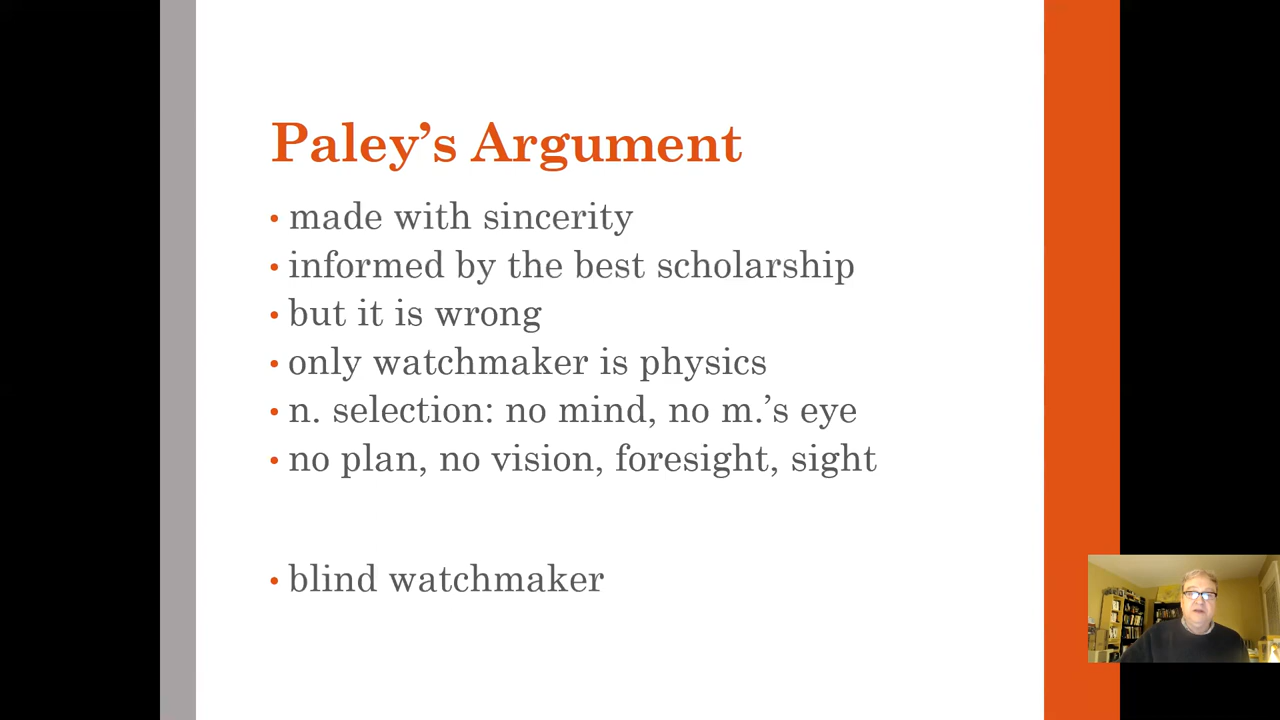 Paley’s Argument
• made with sincerity
• informed by the best scholarship
• but it is wrong
• only watchmaker is physics
• n. selection: no mind, no m.’s eye
• no plan, no vision, foresight, sight
• blind watchmaker